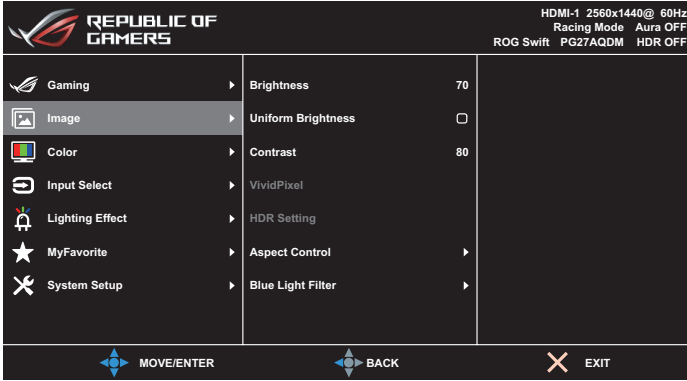 REPUBLIC OF
GAMERS
HDMI-1 2560x1440@ 60Hz
Racing Mode Aura OFF
ROG Swift PG27AQDM HDR OFF
Gaming
Image
Color
Input Select
Lighting Effect
MyFavorite
System Setup
Brightness 70
Uniform Brightness
Contrast 80
VividPixel
HDR Setting
Aspect Control
Blue Light Filter
MOVE/ENTER
BACK
EXIT